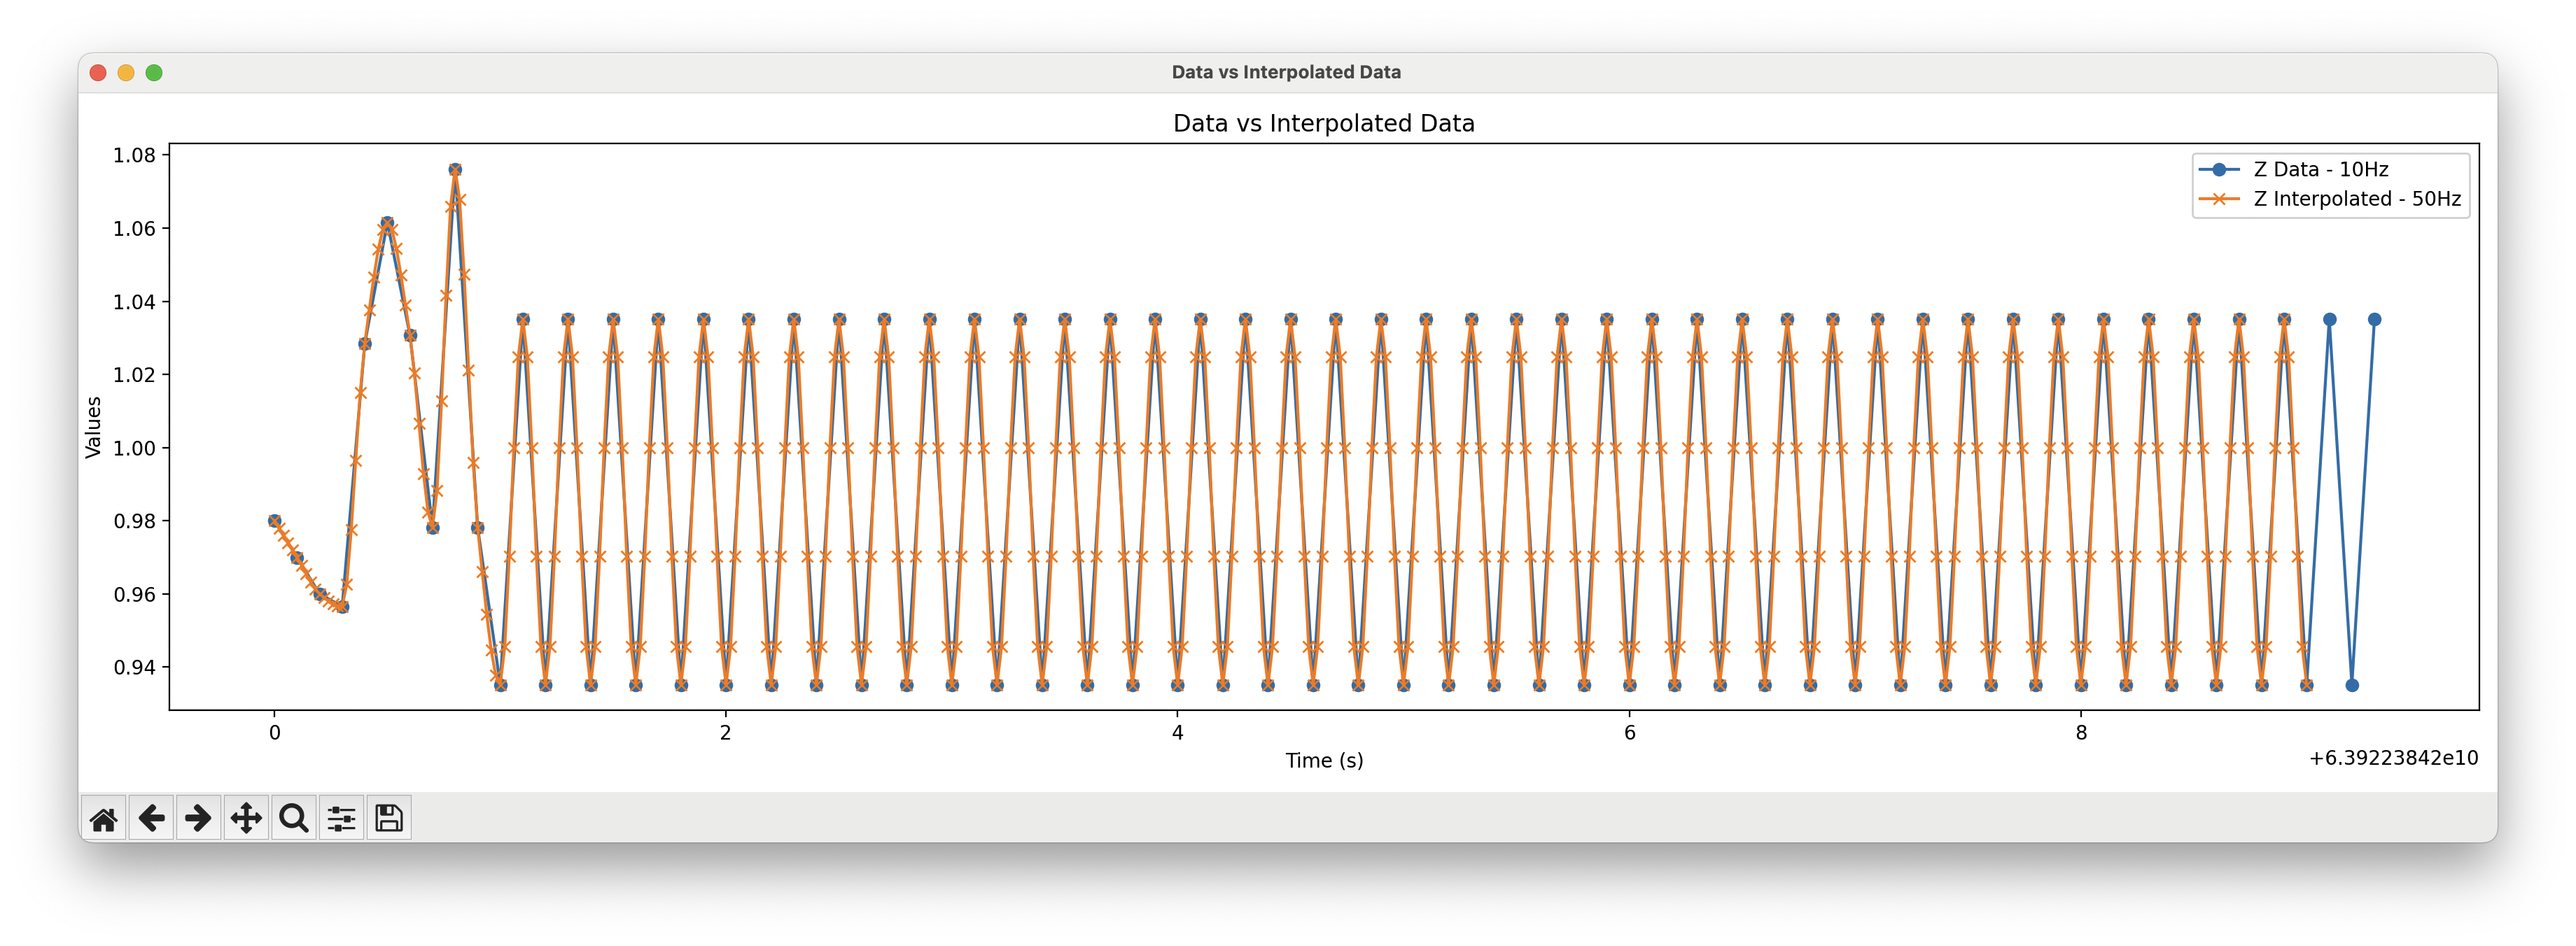 Data vs Interpolated Data
Data vs Interpolated Data
Z Data - 10Hz
Z Interpolated - 50Hz
1.08
1.06
1.04
1.02
1.00
0.98
0.96
0.94
Values
0
2
4
6
8
Time (s)
+6.39223842e10